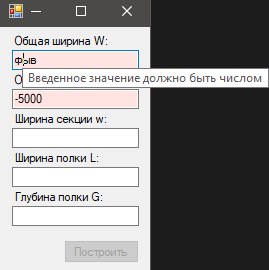 Общая ширина W:
фыв
Введенное значение должно быть числом
-5000
Ширина секции w:
Ширина полки L:
Глубина полки G:
Построить